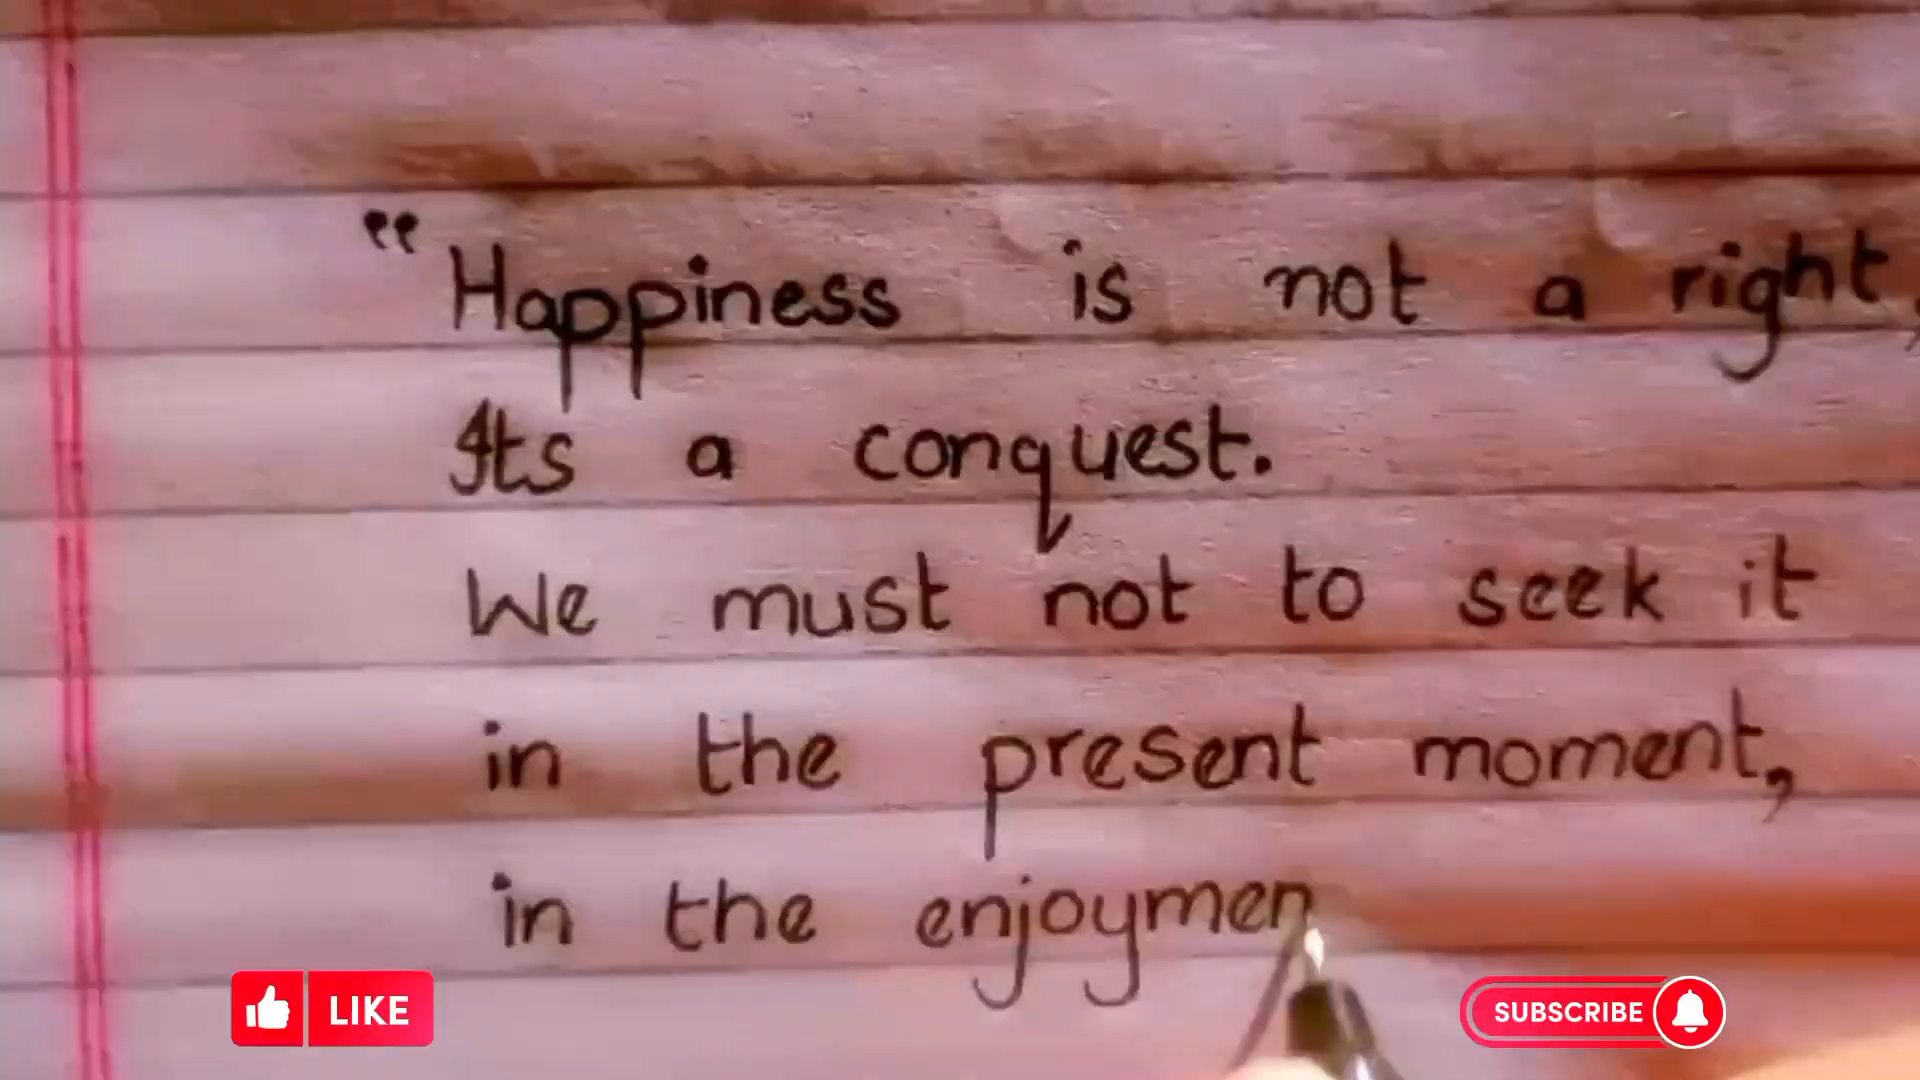 "Happiness is not a right,
Its a conquest.
We must not to seek it
in the present moment,
in the enjoymen
LIKE
SUBSCRIBE